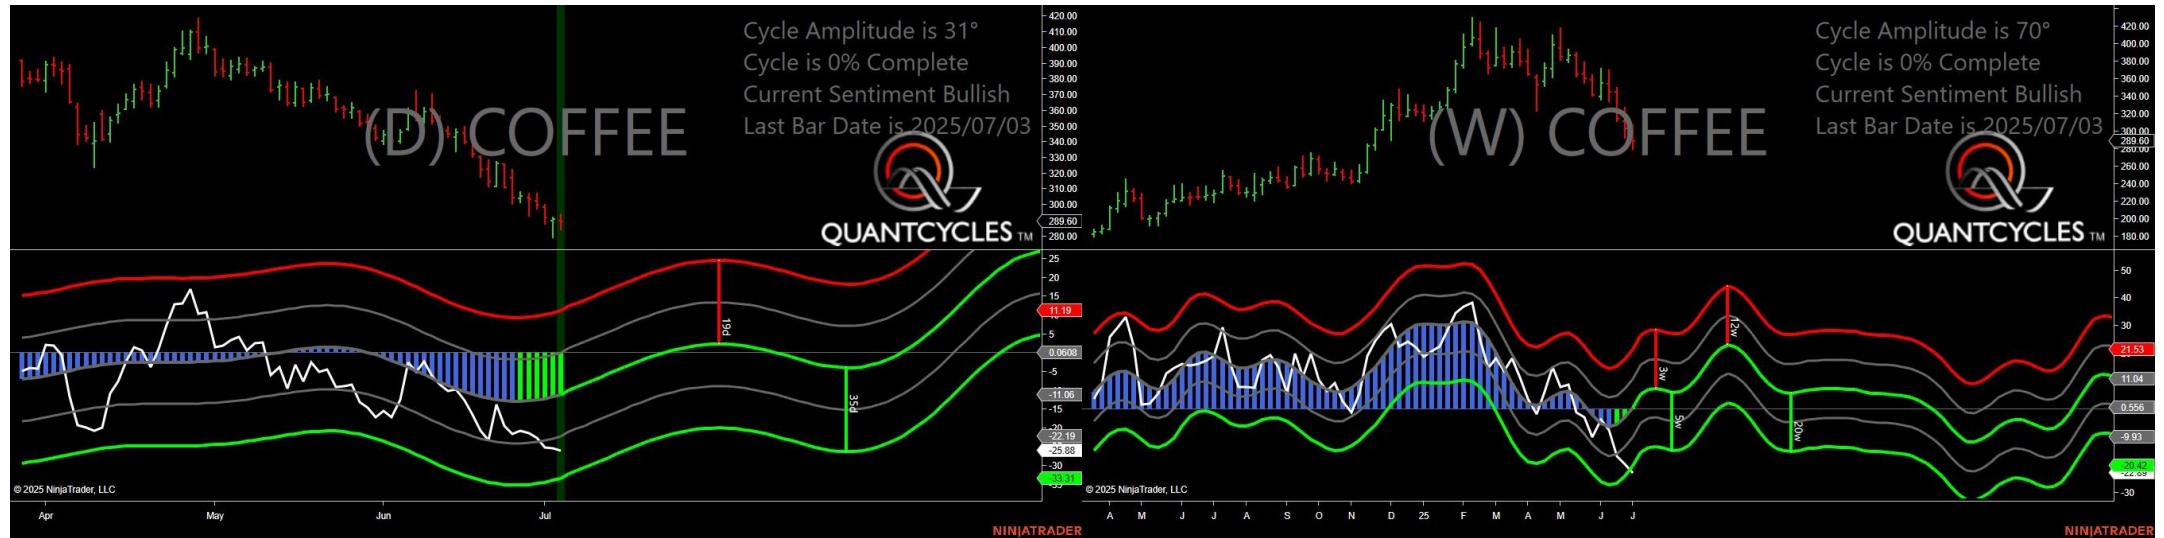 Cycle Amplitude is 31°
Cycle is 0% Complete
Current Sentiment Bullish
Last Bar Date is 2025/07/03
(D) COFFEE
QUANTCYCLES TM
420.00
410.00
400.00
390.00
380.00
370.00
360.00
350.00
340.00
330.00
320.00
310.00
300.00
289.60
280.00
25
20
15
11.19
5
0.0608
-5
-11.06
-15
-22.19
-25.88
-30
-33.31
19d
35d
© 2025 NinjaTrader, LLC
Apr May Jun Jul
NINJATRADER
Cycle Amplitude is 70°
Cycle is 0% Complete
Current Sentiment Bullish
Last Bar Date is 2025/07/03
(W) COFFEE
QUANTCYCLES TM
420.00
400.00
380.00
360.00
340.00
320.00
300.00
289.60
280.00
260.00
240.00
220.00
200.00
180.00
50
40
30
21.53
11.04
0.556
-9.93
-20.42
-30
3w
5w
12w
20w
© 2025 NinjaTrader, LLC
A M J J A S O N D 25 F M A M J J
NINJATRADER